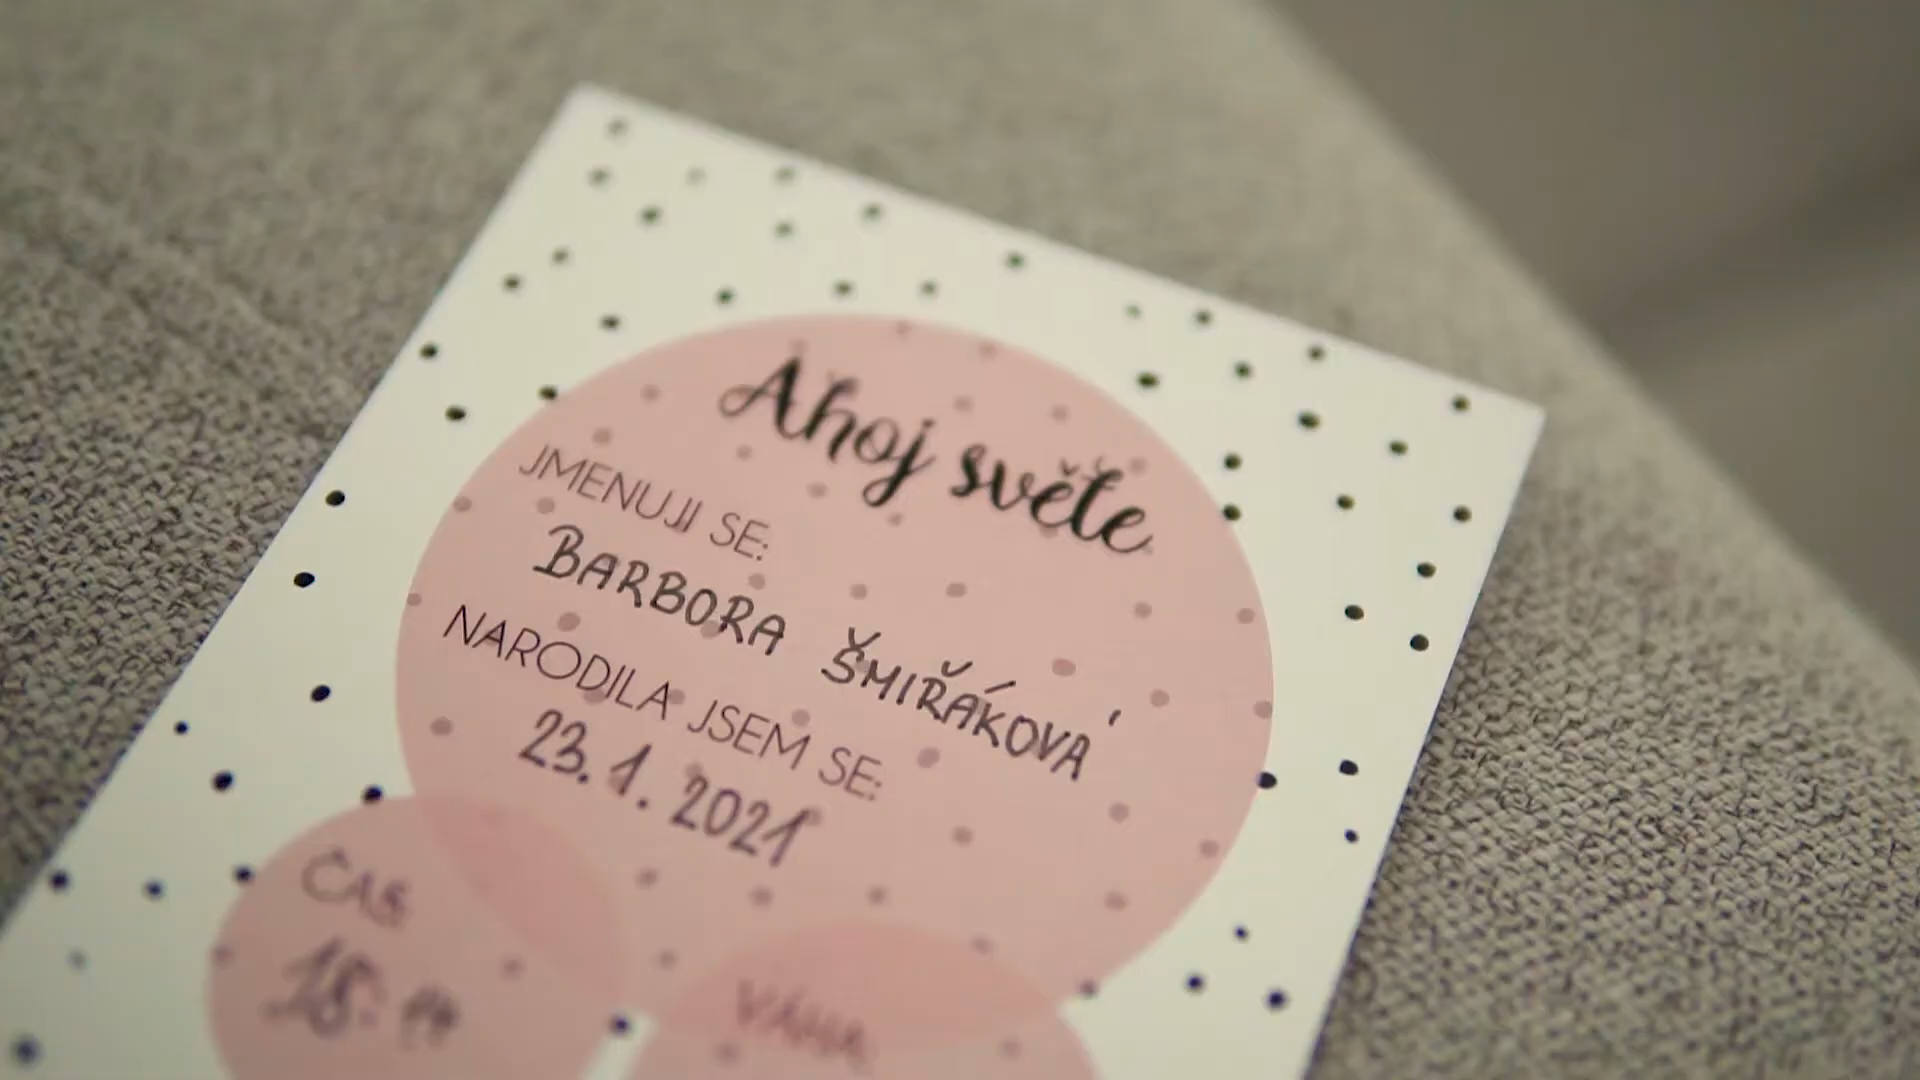 Ahoj světe
JMENUJI SE:
BARBORA ŠMIŘÁKOVÁ
NARODILA JSEM SE:
23. 1. 2021
ČAS:
VÁHA